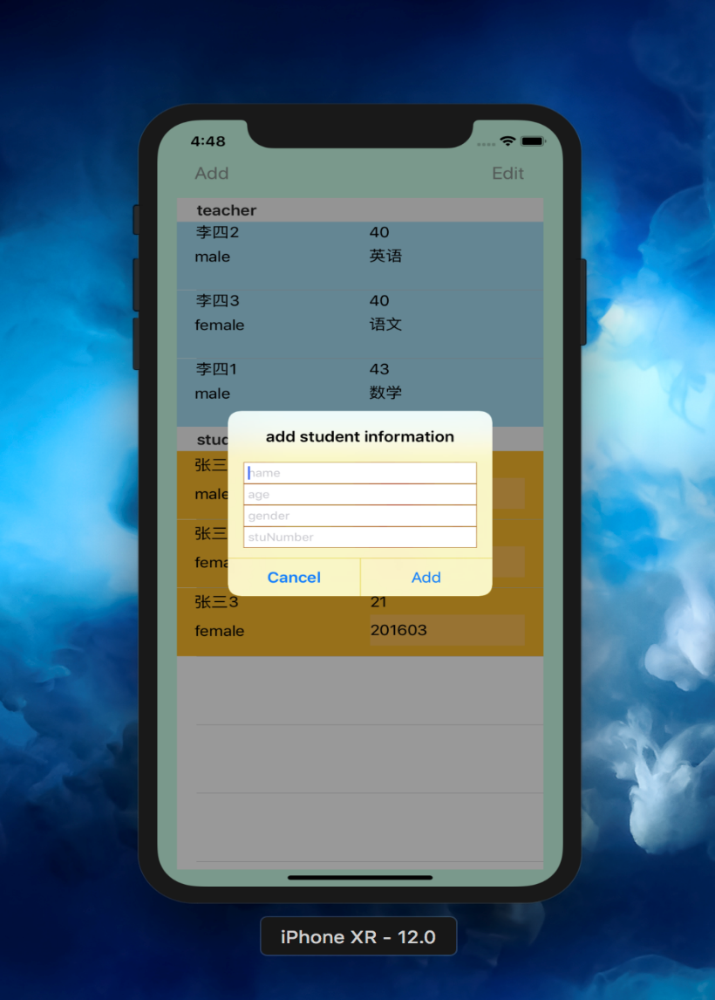 4:48
Add Edit
teacher
李四2 40
male 英语
李四3 40
female 语文
李四1 43
male 数学
stud
add student information
张三
name
male
age
gender
张三
stuNumber
fema
Cancel Add
张三3 21
female 201603
iPhone XR - 12.0